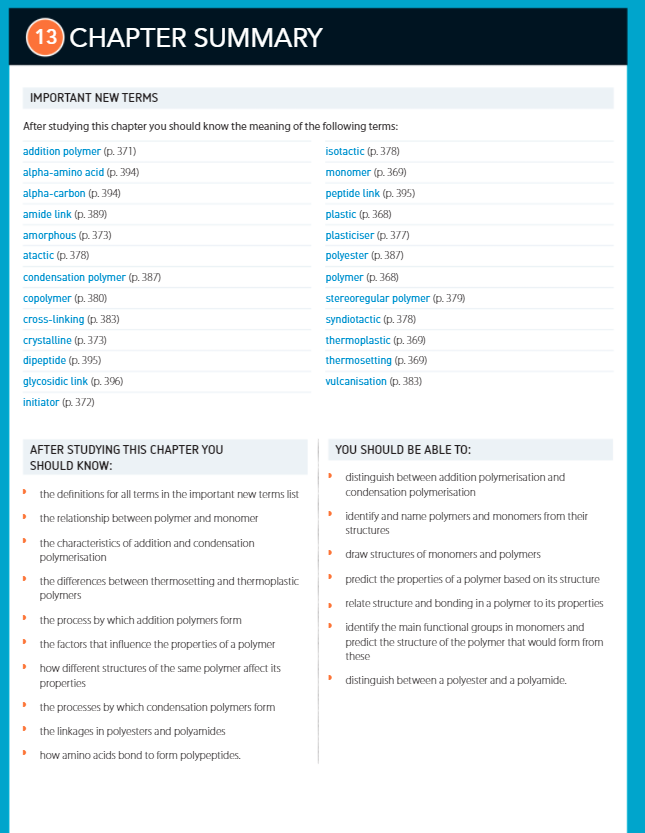 13 CHAPTER SUMMARY
IMPORTANT NEW TERMS
After studying this chapter you should know the meaning of the following terms:
addition polymer (p. 371)
alpha-amino acid (p. 394)
alpha-carbon (p. 394)
amide link (p. 389)
amorphous (p. 373)
atactic (p. 378)
condensation polymer (p. 387)
copolymer (p. 380)
cross-linking (p. 383)
crystalline (p. 373)
dipeptide (p. 395)
glycosidic link (p. 396)
initiator (p. 372)
isotactic (p. 378)
monomer (p. 369)
peptide link (p. 395)
plastic (p. 368)
plasticiser (p. 377)
polyester (p. 387)
polymer (p. 368)
stereoregular polymer (p. 379)
syndiotactic (p. 378)
thermoplastic (p. 369)
thermosetting (p. 369)
vulcanisation (p. 383)
AFTER STUDYING THIS CHAPTER YOU
SHOULD KNOW:
the definitions for all terms in the important new terms list
the relationship between polymer and monomer
the characteristics of addition and condensation
polymerisation
the differences between thermosetting and thermoplastic
polymers
the process by which addition polymers form
the factors that influence the properties of a polymer
how different structures of the same polymer affect its
properties
the processes by which condensation polymers form
the linkages in polyesters and polyamides
how amino acids bond to form polypeptides.
YOU SHOULD BE ABLE TO:
distinguish between addition polymerisation and
condensation polymerisation
identify and name polymers and monomers from their
structures
draw structures of monomers and polymers
predict the properties of a polymer based on its structure
relate structure and bonding in a polymer to its properties
identify the main functional groups in monomers and
predict the structure of the polymer that would form from
these
distinguish between a polyester and a polyamide.